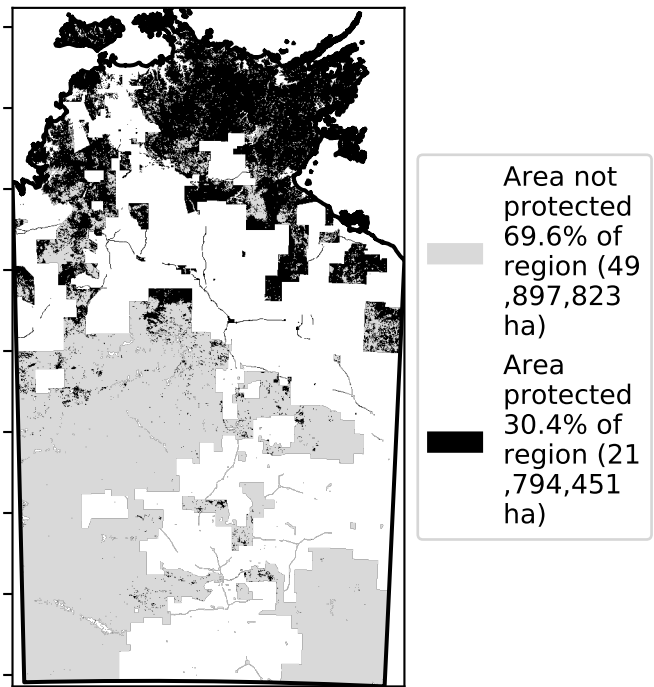 Area not
protected
69.6% of
region (49
,897,823
ha)
Area
protected
30.4% of
region (21
,794,451
ha)